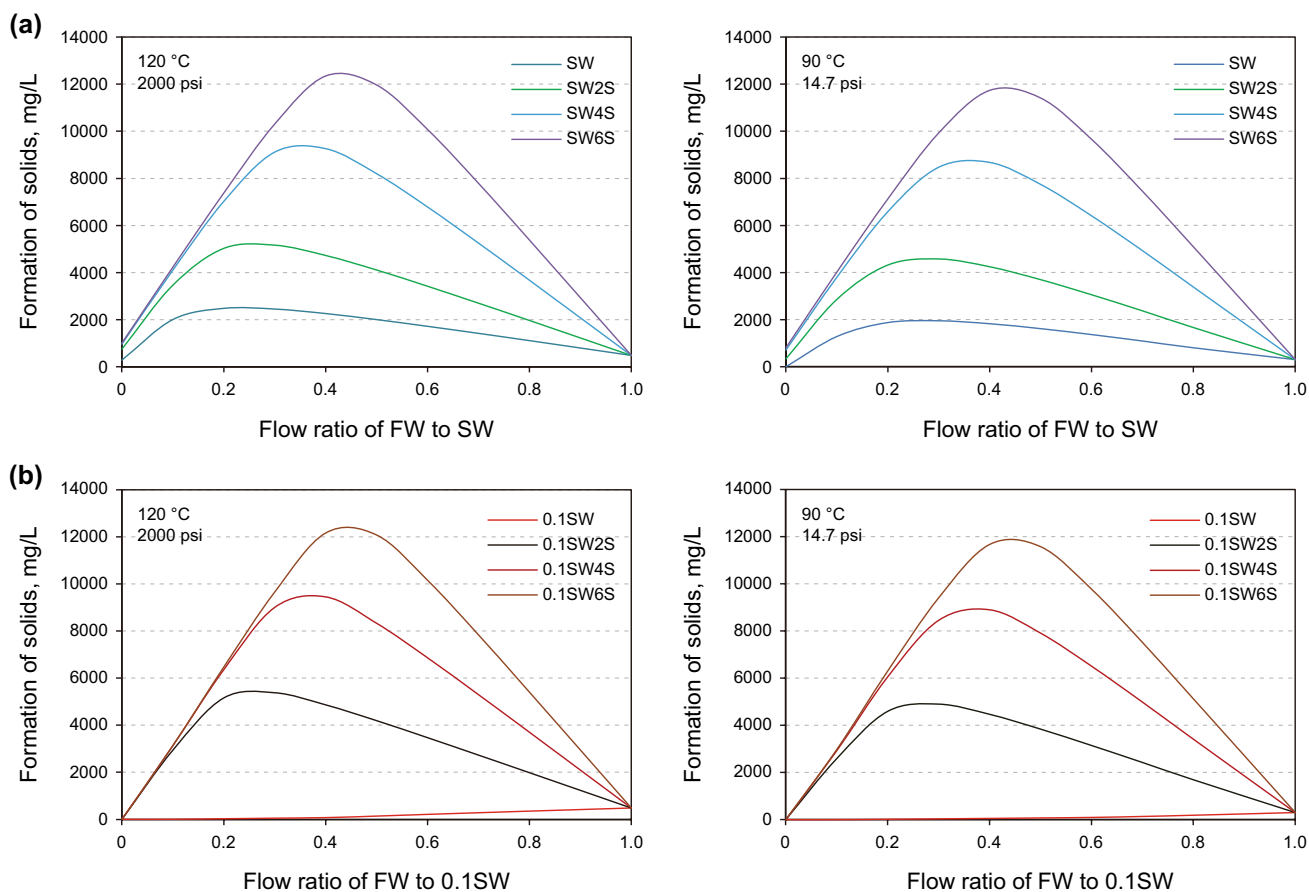 (a)
14000
12000
10000
8000
6000
4000
2000
0
Formation of solids, mg/L
120 °C
2000 psi
SW
SW2S
SW4S
SW6S
0 0.2 0.4 0.6 0.8 1.0
Flow ratio of FW to SW
14000
12000
10000
8000
6000
4000
2000
0
Formation of solids, mg/L
90 °C
14.7 psi
SW
SW2S
SW4S
SW6S
0 0.2 0.4 0.6 0.8 1.0
Flow ratio of FW to SW
(b)
14000
12000
10000
8000
6000
4000
2000
0
Formation of solids, mg/L
120 °C
2000 psi
0.1SW
0.1SW2S
0.1SW4S
0.1SW6S
0 0.2 0.4 0.6 0.8 1.0
Flow ratio of FW to 0.1SW
14000
12000
10000
8000
6000
4000
2000
0
Formation of solids, mg/L
90 °C
14.7 psi
0.1SW
0.1SW2S
0.1SW4S
0.1SW6S
0 0.2 0.4 0.6 0.8 1.0
Flow ratio of FW to 0.1SW